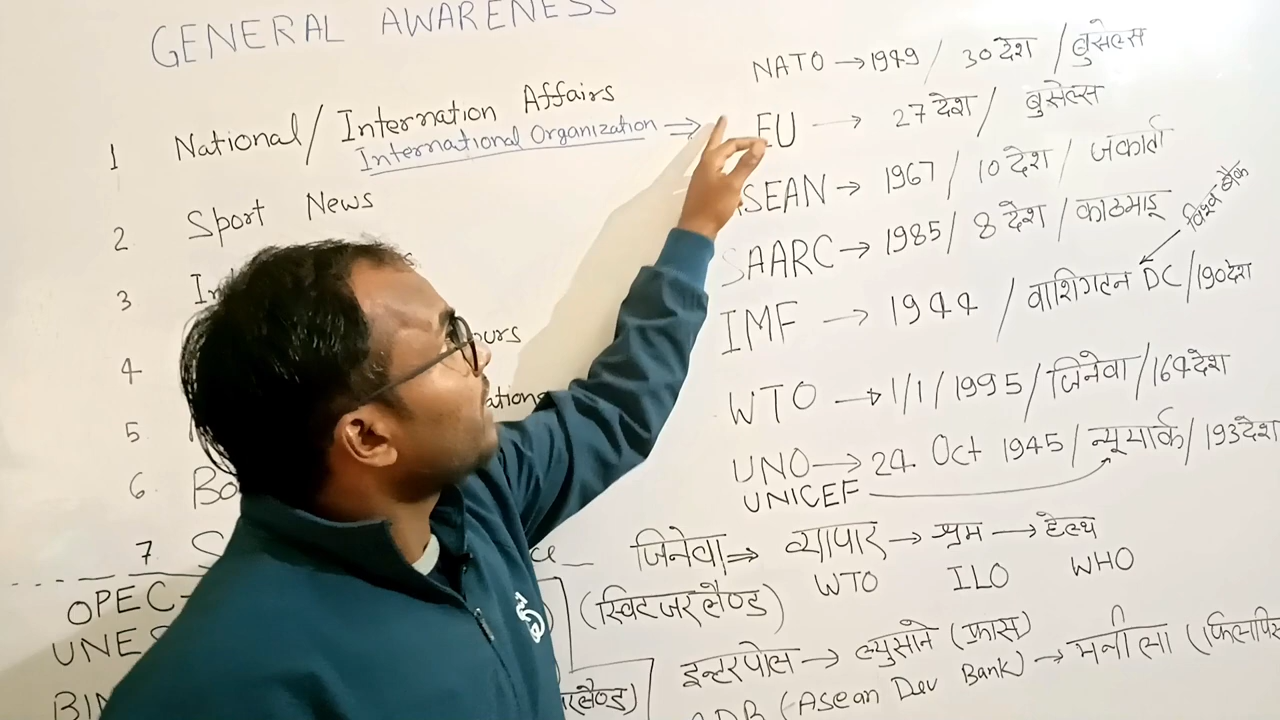 GENERAL AWARENESS
1 National/Internation Affairs
International Organization ⇒
2. Sport News
3
4
5
6. Bo
7.
OPEC
UNES
NATO → 1949 / 30 देश / ब्रुसेल्स
EU → 27 देश / ब्रुसेल्स
ASEAN → 1967 / 10 देश / जकार्ता
SAARC → 1985 / 8 देश / काठमाडू
विश्व बैंक
IMF → 1944 / वाशिंगटन DC / 190 देश
WTO → 1/1/1995 / जिनेवा / 164 देश
UNO → 24 Oct 1945 / न्यूयार्क / 193 देश
UNICEF
जिनेवा ⇒ व्यापार → श्रम → हेल्थ
WTO ILO WHO
(स्विटजरलैण्ड)
इन्टरपोल → ल्युसोने (फ्रास)
ADB (Asean Dev Bank) → मनीला